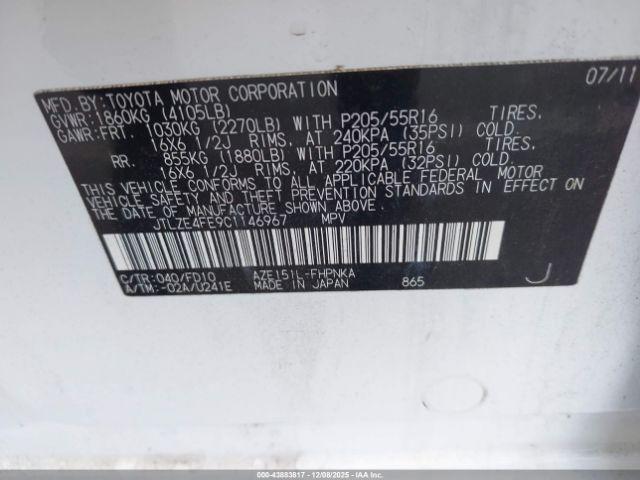 07/11
MFD.BY:TOYOTA MOTOR CORPORATION
GVWR:1860KG (4105LB)
GAWR:FRT. 1030KG (2270LB) WITH P205/55R16 TIRES.
16X6 1/2J RIMS, AT 240KPA (35PSI) COLD.
RR. 855KG (1880LB) WITH P205/55R16 TIRES.
16X6 1/2J RIMS, AT 220KPA (32PSI) COLD.
THIS VEHICLE CONFORMS TO ALL APPLICABLE FEDERAL MOTOR
VEHICLE SAFETY AND THEFT PREVENTION STANDARDS IN EFFECT ON
THE DATE OF MANUFACTURE SHOWN ABOVE.
JTLZE4FE9C1146967 MPV
C/TR:040/FD10 AZE151L-FHPNKA
A/TM:-02A/U241E MADE IN JAPAN 865 J
000-43883817 - 12/08/2025 - IAAI